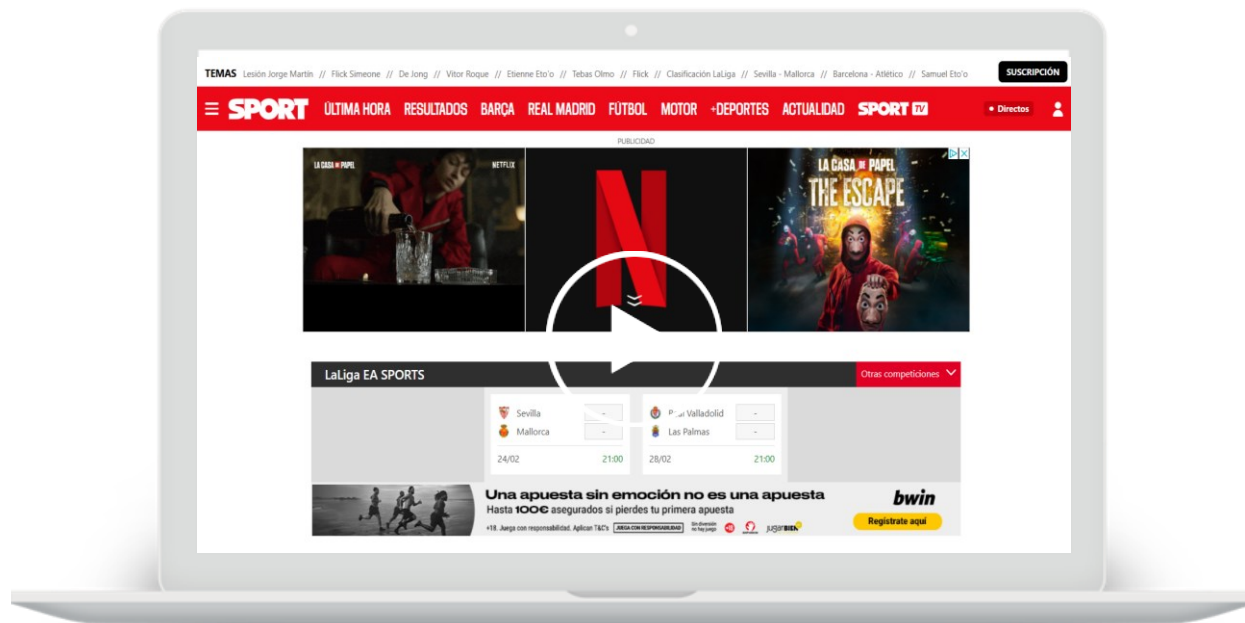 TEMAS Lesión Jorge Martín // Flick Simeone // De Jong // Vitor Roque // Etienne Eto'o // Tebas Olmo // Flick // Clasificación LaLiga // Sevilla - Mallorca // Barcelona - Atlético // Samuel Eto'o SUSCRIPCIÓN
SPORT ÚLTIMA HORA RESULTADOS BARÇA REAL MADRID FÚTBOL MOTOR +DEPORTES ACTUALIDAD SPORT TV • Directos
PUBLICIDAD
LA CASA DE PAPEL NETFLIX
LA CASA DE PAPEL
THE ESCAPE
LaLiga EA SPORTS Otras competiciones
Sevilla -
Mallorca -
24/02 21:00
Valladolid -
Las Palmas -
28/02 21:00
Una apuesta sin emoción no es una apuesta
Hasta 100€ asegurados si pierdes tu primera apuesta
+18. Juega con responsabilidad. Aplican T&C's JUEGA CON RESPONSABILIDAD Sin diversión no hay juego jugarBIEN
bwin
Regístrate aquí